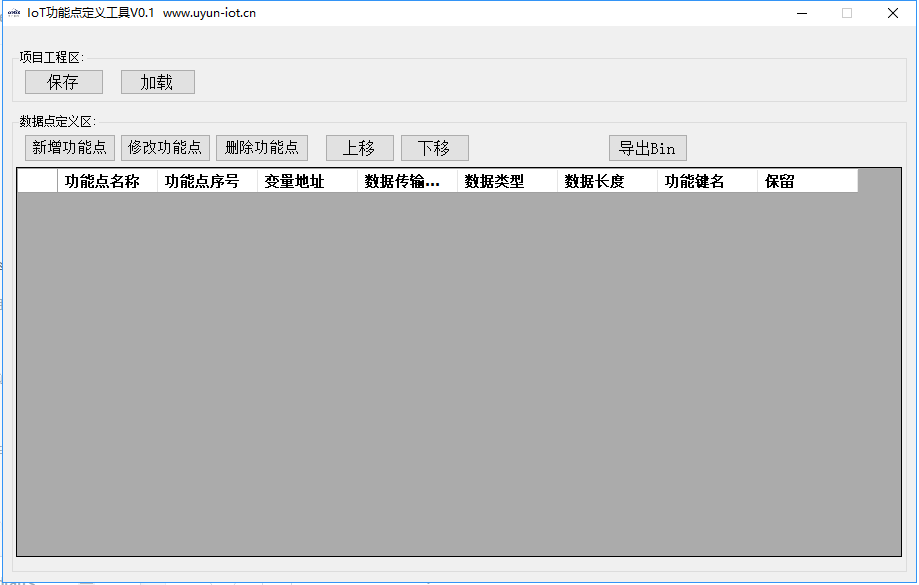 IoT功能点定义工具V0.1 www.uyun-iot.cn
项目工程区:
保存 加载
数据点定义区:
新增功能点 修改功能点 删除功能点 上移 下移 导出Bin
功能点名称 功能点序号 变量地址 数据传输... 数据类型 数据长度 功能键名 保留